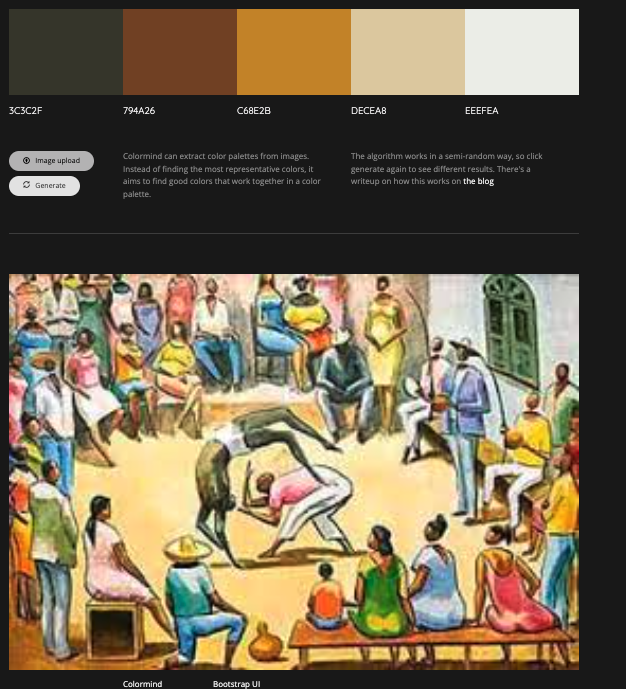 3C3C2F 794A26 C68E2B DECEA8 EEEFEA
Image upload
Generate
Colormind can extract color palettes from images.
Instead of finding the most representative colors, it
aims to find good colors that work together in a color
palette.
The algorithm works in a semi-random way, so click
generate again to see different results. There's a
writeup on how this works on the blog
Colormind Bootstrap UI